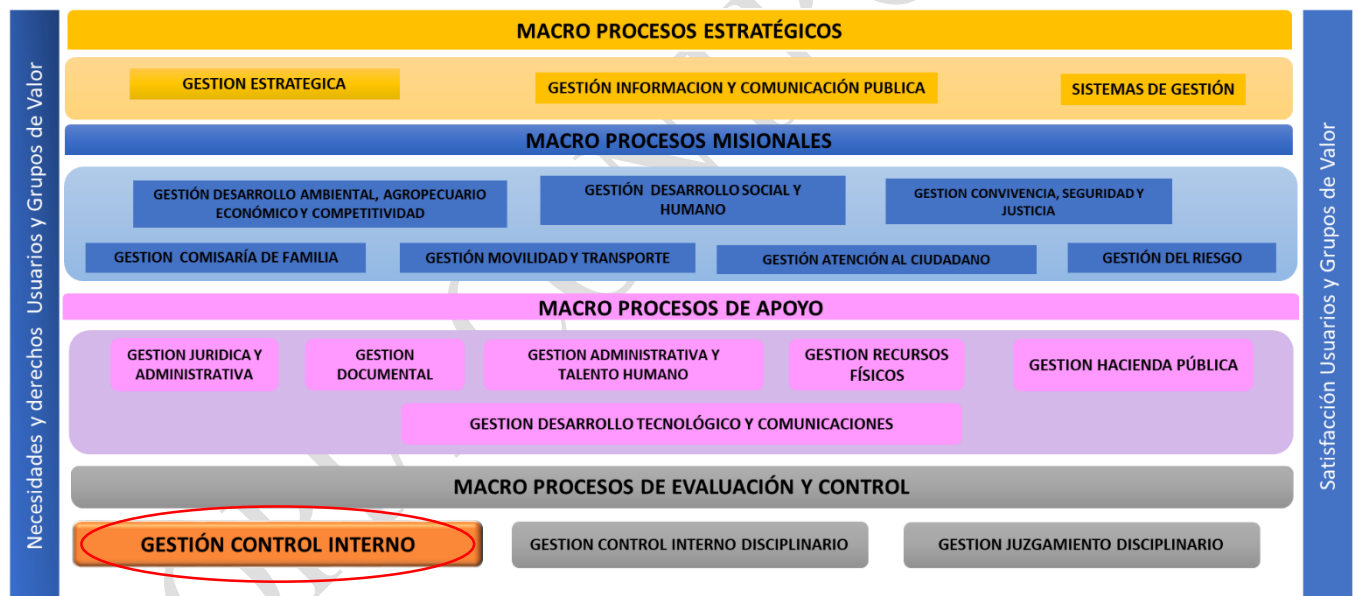 Necesidades y derechos Usuarios y Grupos de Valor
MACRO PROCESOS ESTRATÉGICOS
GESTION ESTRATEGICA
GESTIÓN INFORMACION Y COMUNICACIÓN PUBLICA
SISTEMAS DE GESTIÓN
MACRO PROCESOS MISIONALES
GESTIÓN DESARROLLO AMBIENTAL, AGROPECUARIO
ECONÓMICO Y COMPETITIVIDAD
GESTIÓN DESARROLLO SOCIAL Y
HUMANO
GESTION CONVIVENCIA, SEGURIDAD Y
JUSTICIA
GESTION COMISARÍA DE FAMILIA
GESTIÓN MOVILIDAD Y TRANSPORTE
GESTIÓN ATENCIÓN AL CIUDADANO
GESTIÓN DEL RIESGO
MACRO PROCESOS DE APOYO
GESTION JURIDICA Y
ADMINISTRATIVA
GESTION
DOCUMENTAL
GESTION ADMINISTRATIVA Y
TALENTO HUMANO
GESTION RECURSOS
FÍSICOS
GESTION HACIENDA PÚBLICA
GESTION DESARROLLO TECNOLÓGICO Y COMUNICACIONES
MACRO PROCESOS DE EVALUACIÓN Y CONTROL
GESTIÓN CONTROL INTERNO
GESTION CONTROL INTERNO DISCIPLINARIO
GESTION JUZGAMIENTO DISCIPLINARIO
Satisfacción Usuarios y Grupos de Valor